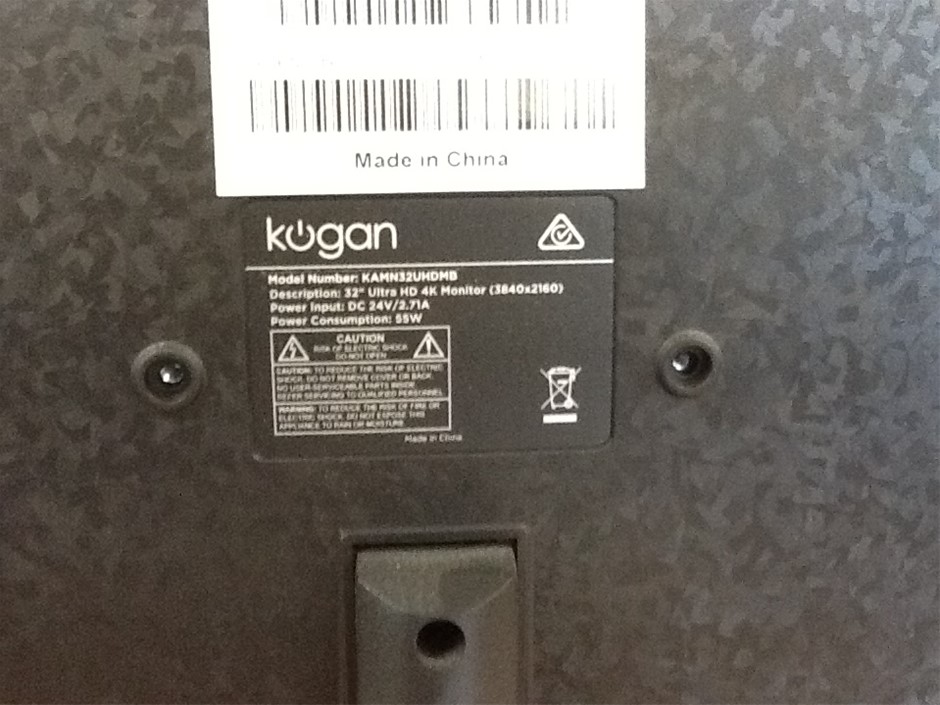 Made in China
kogan
Model Number: KAMN32UHDMB
Description: 32" Ultra HD 4K Monitor (3840x2160)
Power Input: DC 24V/2.71A
Power Consumption: 55W
CAUTION
RISK OF ELECTRIC SHOCK
DO NOT OPEN
CAUTION: TO REDUCE THE RISK OF ELECTRIC
SHOCK, DO NOT REMOVE COVER OR BACK.
NO USER-SERVICEABLE PARTS INSIDE.
REFER SERVICING TO QUALIFIED PERSONNEL.
WARNING: TO REDUCE THE RISK OF FIRE OR
ELECTRIC SHOCK, DO NOT EXPOSE THIS
APPLIANCE TO RAIN OR MOISTURE.
Made in China